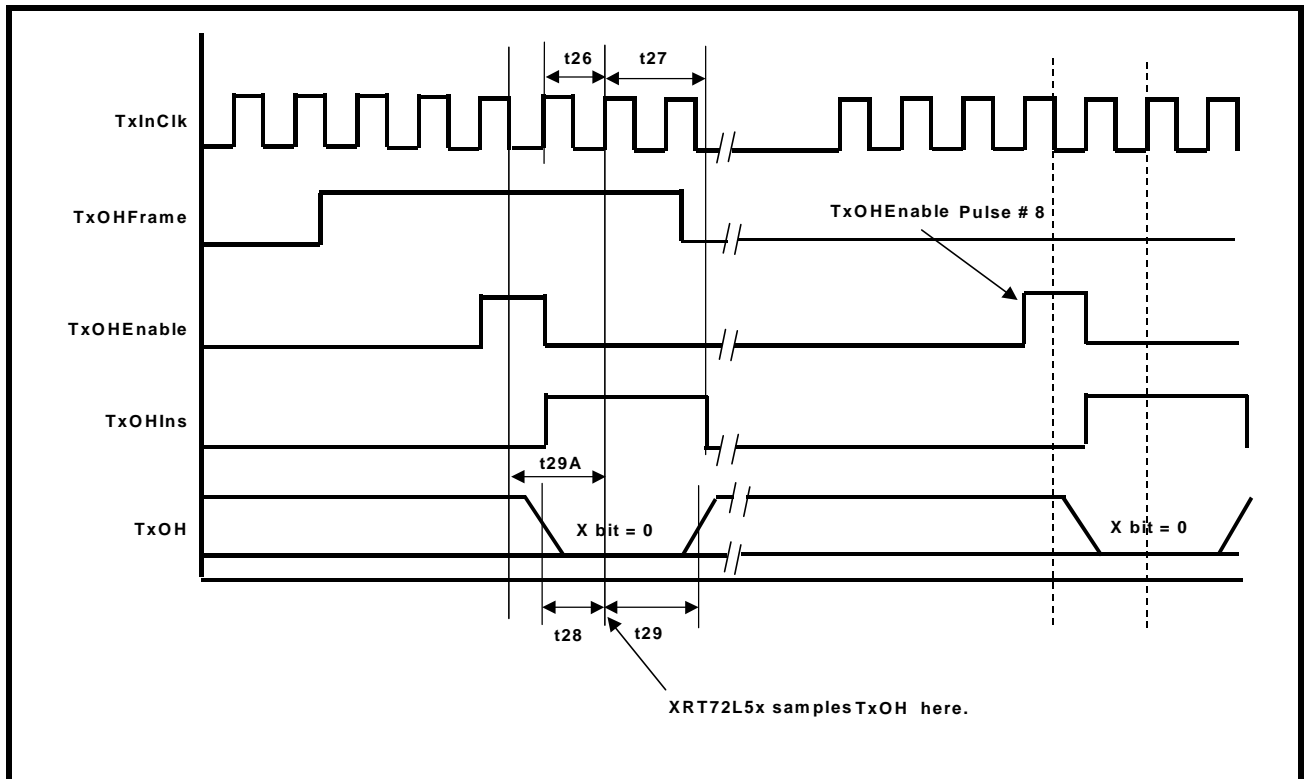 t26
t27
TxInClk
TxOHFrame
TxOHEnable Pulse # 8
TxOHEnable
TxOHIns
t29A
TxOH
X bit = 0
X bit = 0
t28
t29
XRT72L5x samples TxOH here.